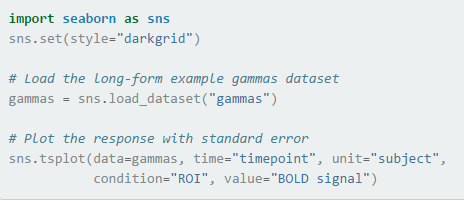 import seaborn as sns
sns.set(style="darkgrid")
# Load the long-form example gammas dataset
gammas = sns.load_dataset("gammas")
# Plot the response with standard error
sns.tsplot(data=gammas, time="timepoint", unit="subject",
condition="ROI", value="BOLD signal")